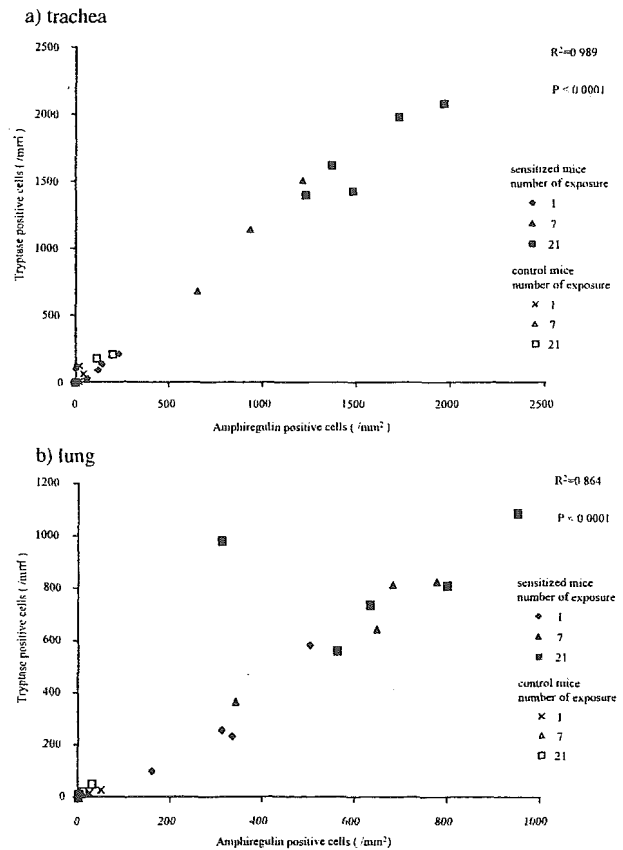 a) trachea
2500
2000
1500
1000
500
0
Tryptase positive cells ( /mm² )
0 500 1000 1500 2000 2500
Amphiregulin positive cells ( /mm² )
R²=0 989
P < 0 0001
sensitized mice
number of exposure
1
7
21
control mice
number of exposure
1
7
21
b) lung
1200
1000
800
600
400
200
0
Tryptase positive cells ( /mm² )
0 200 400 600 800 1000
Amphiregulin positive cells ( /mm² )
R²=0 864
P < 0 0001
sensitized mice
number of exposure
1
7
21
control mice
number of exposure
1
7
21